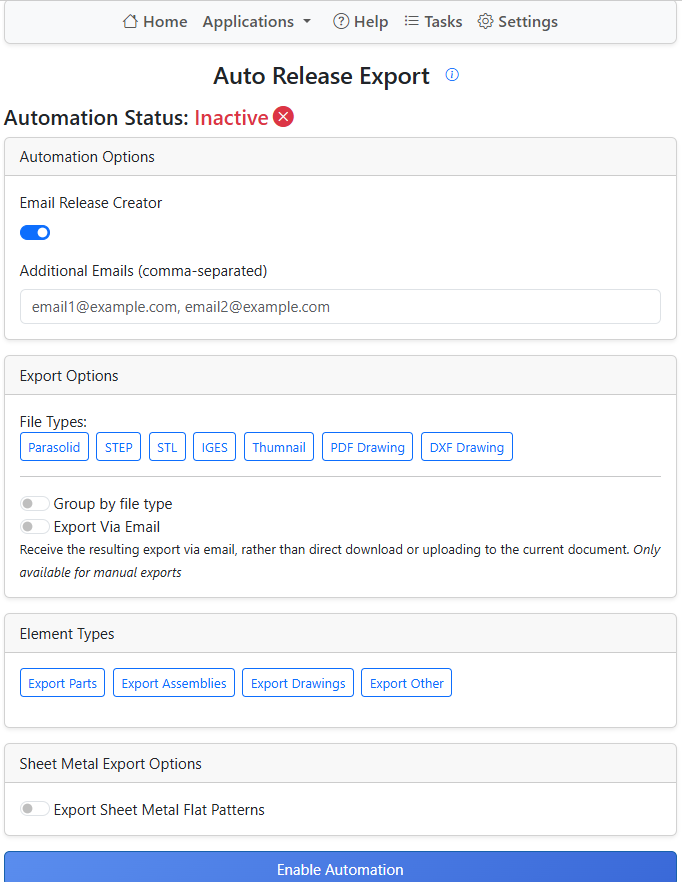 Home Applications Help Tasks Settings
Auto Release Export
Automation Status: Inactive
Automation Options
Email Release Creator
Additional Emails (comma-separated)
email1@example.com, email2@example.com
Export Options
File Types:
Parasolid STEP STL IGES Thumnail PDF Drawing DXF Drawing
Group by file type
Export Via Email
Receive the resulting export via email, rather than direct download or uploading to the current document. Only
available for manual exports
Element Types
Export Parts Export Assemblies Export Drawings Export Other
Sheet Metal Export Options
Export Sheet Metal Flat Patterns
Enable Automation